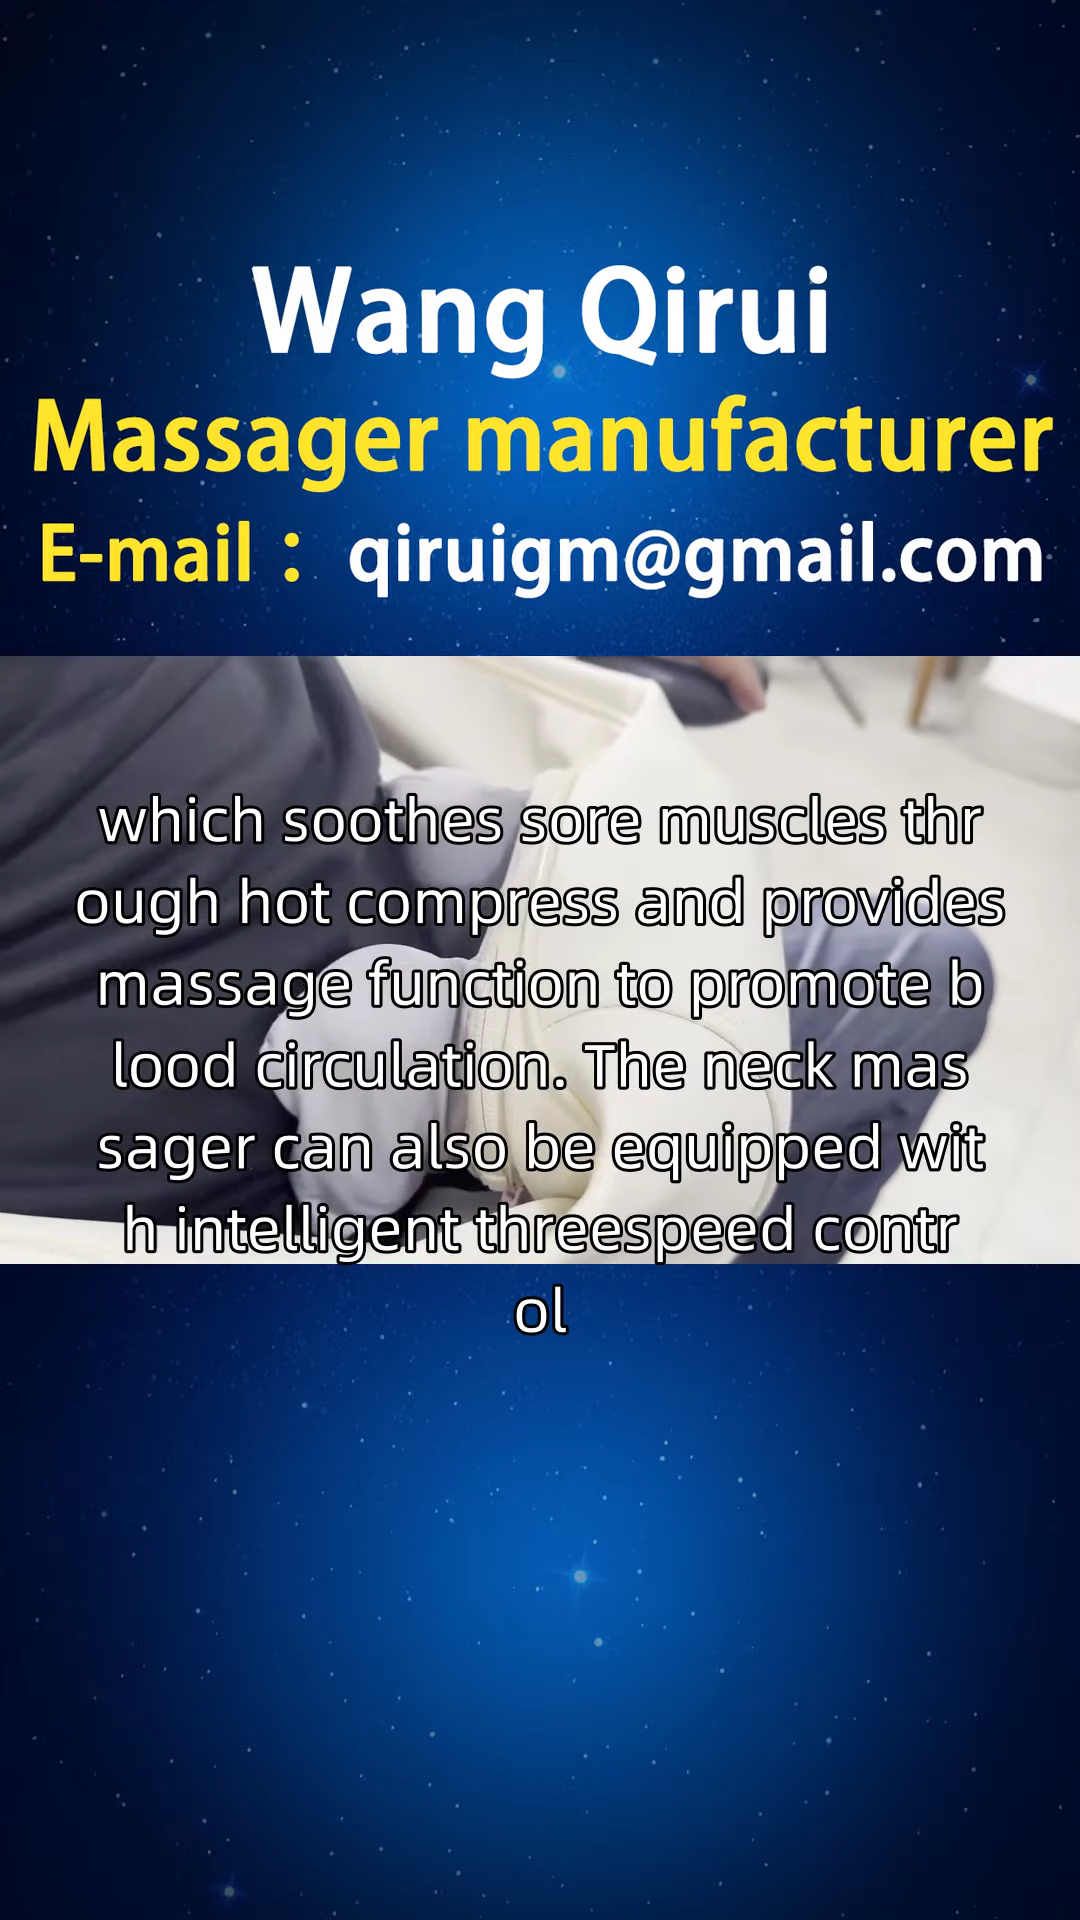 Wang Qirui
Massager manufacturer
E-mail： qiruigm@gmail.com
which soothes sore muscles thr
ough hot compress and provides
massage function to promote b
lood circulation. The neck mas
sager can also be equipped wit
h intelligent threespeed contr
ol